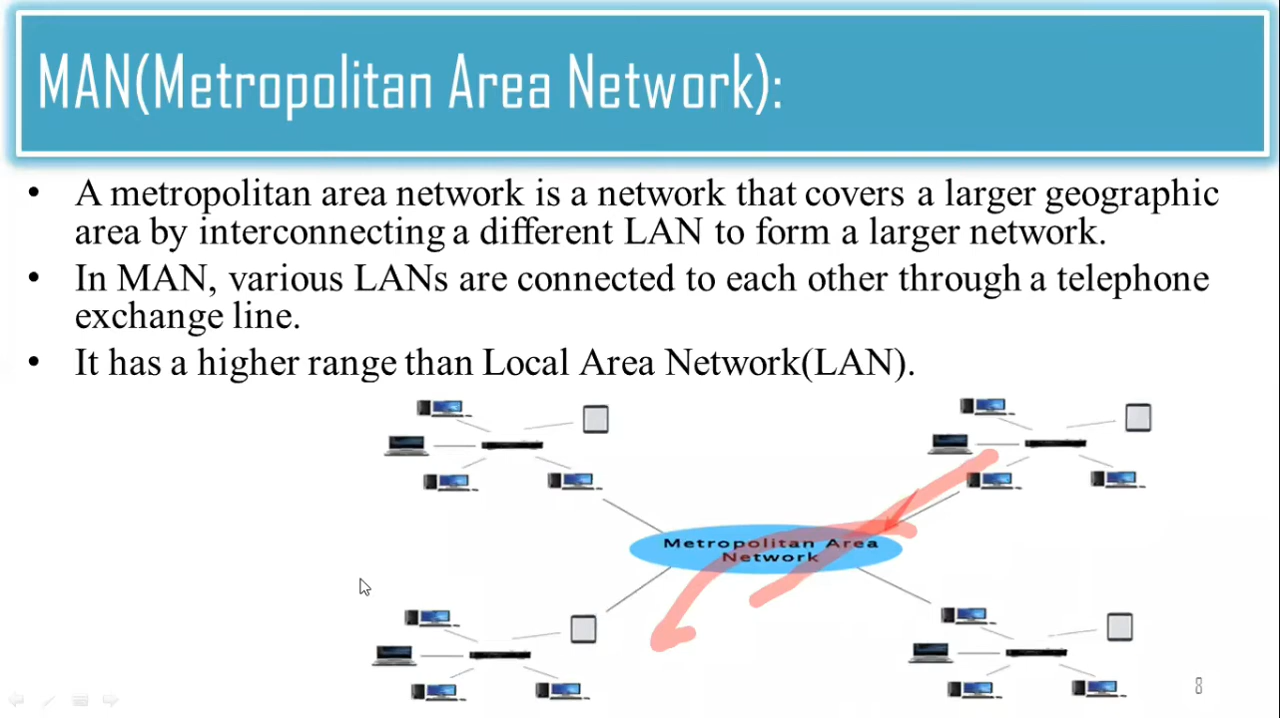 MAN(Metropolitan Area Network):
• A metropolitan area network is a network that covers a larger geographic
area by interconnecting a different LAN to form a larger network.
• In MAN, various LANs are connected to each other through a telephone
exchange line.
• It has a higher range than Local Area Network(LAN).
Metropolitan Area
Network
8